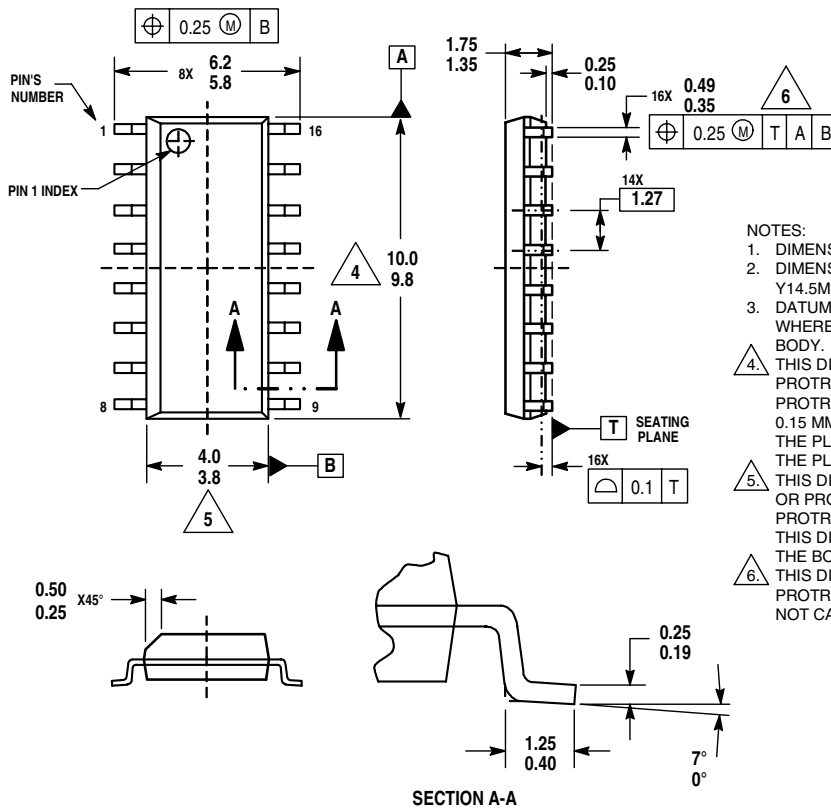 ⌖ 0.25 Ⓜ B
8X 6.2
5.8
PIN'S
NUMBER
1
16
PIN 1 INDEX
A
10.0
9.8
4
A A
8
9
4.0
3.8
B
5
1.75
1.35
0.25
0.10
16X 0.49
0.35
6
⌖ 0.25 Ⓜ T A B
14X
1.27
T SEATING
PLANE
16X
⌓ 0.1 T
NOTES:
1. DIMENS
2. DIMENS
Y14.5M
3. DATUM
WHERE
BODY.
4. THIS DI
PROTR
PROTR
0.15 MM
THE PL
THE PL
5. THIS DI
OR PRO
PROTR
THIS DI
THE BO
6. THIS DI
PROTR
NOT CA
0.50
0.25 X45°
0.25
0.19
1.25
0.40
7°
0°
SECTION A-A